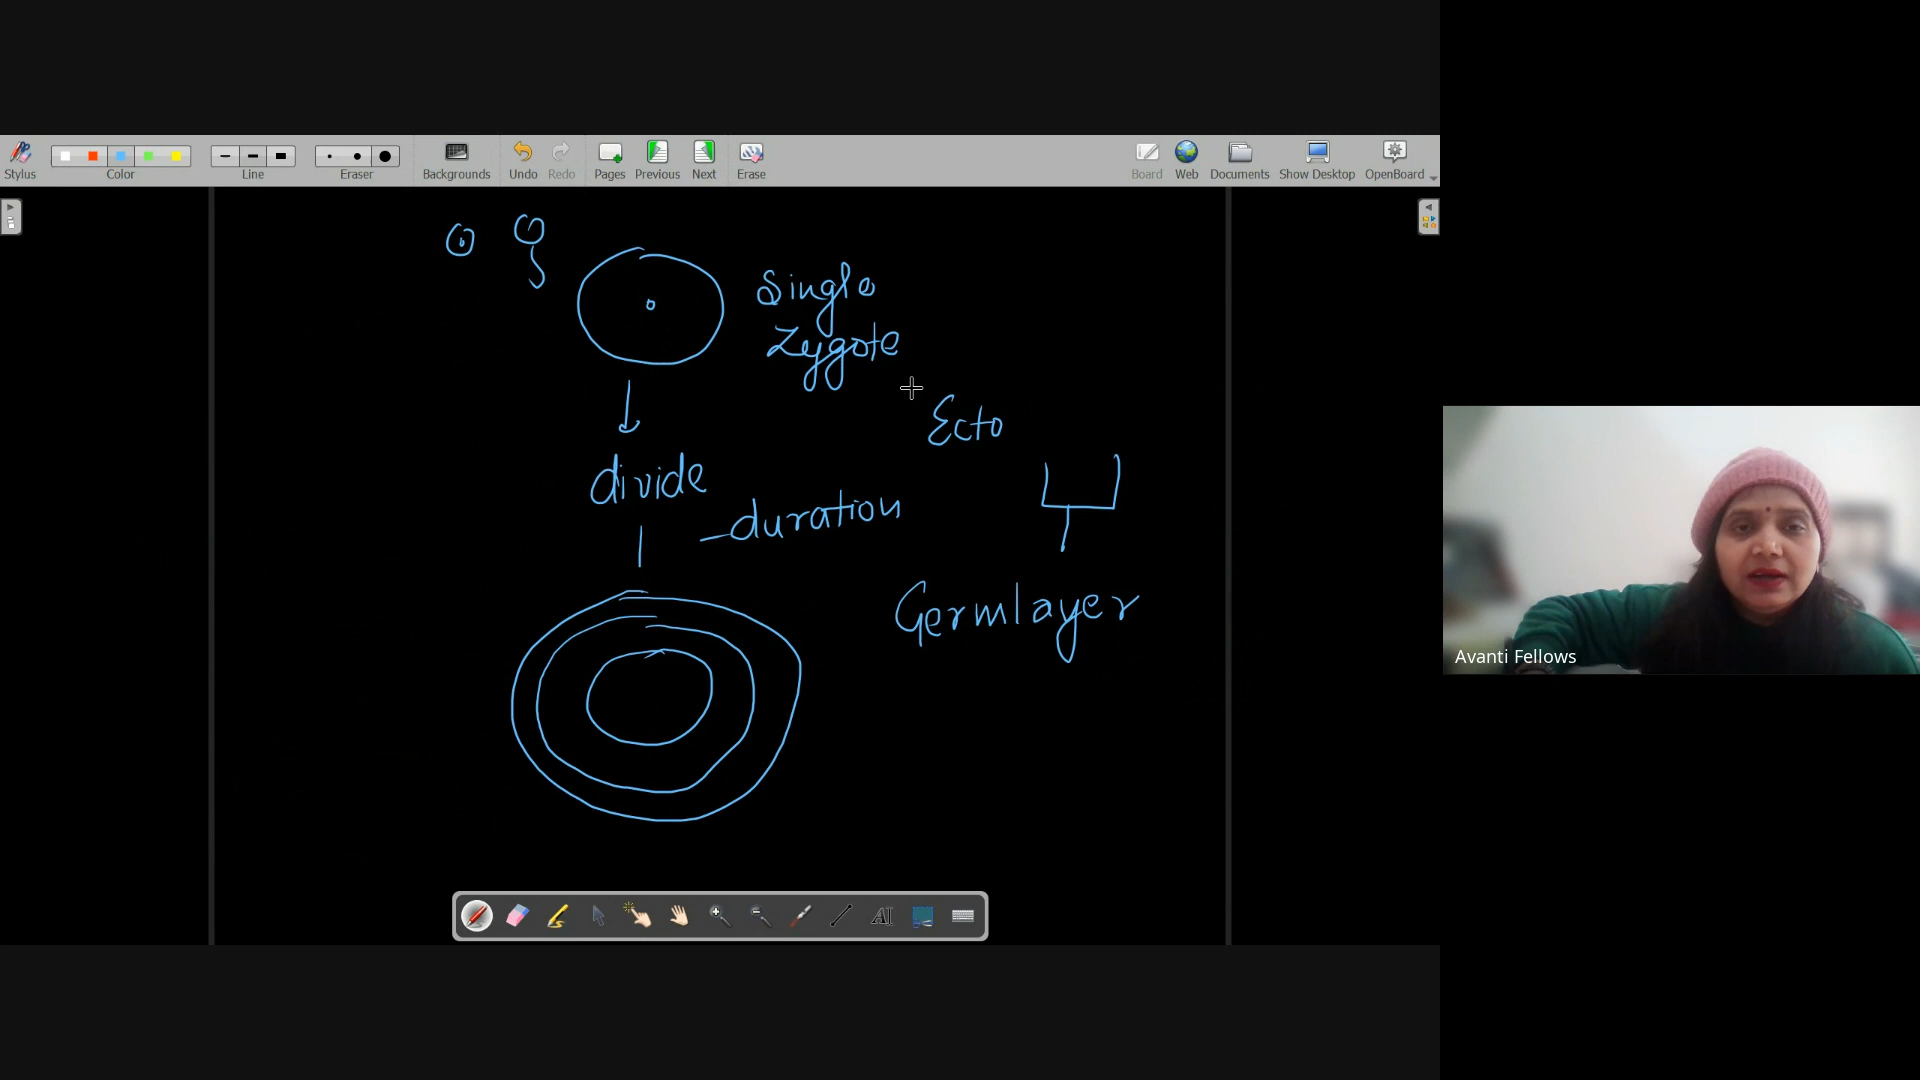 Stylus
Color
Line
Eraser
Backgrounds
Undo
Redo
Pages
Previous
Next
Erase
Board
Web
Documents
Show Desktop
OpenBoard
Single
Zygote
Ecto
divide
duration
Germlayer
Avanti Fellows